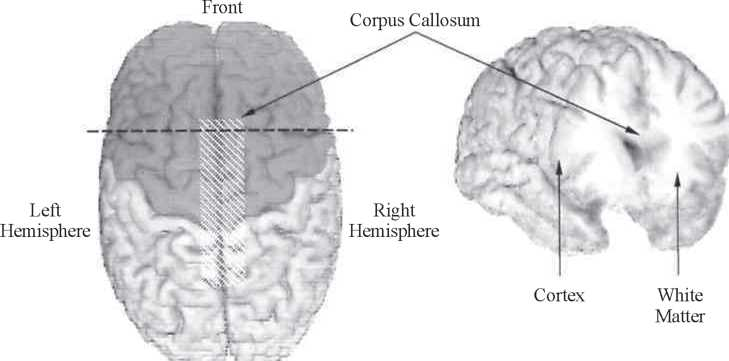 Front
Corpus Callosum
Left
Hemisphere
Right
Hemisphere
Cortex
White
Matter